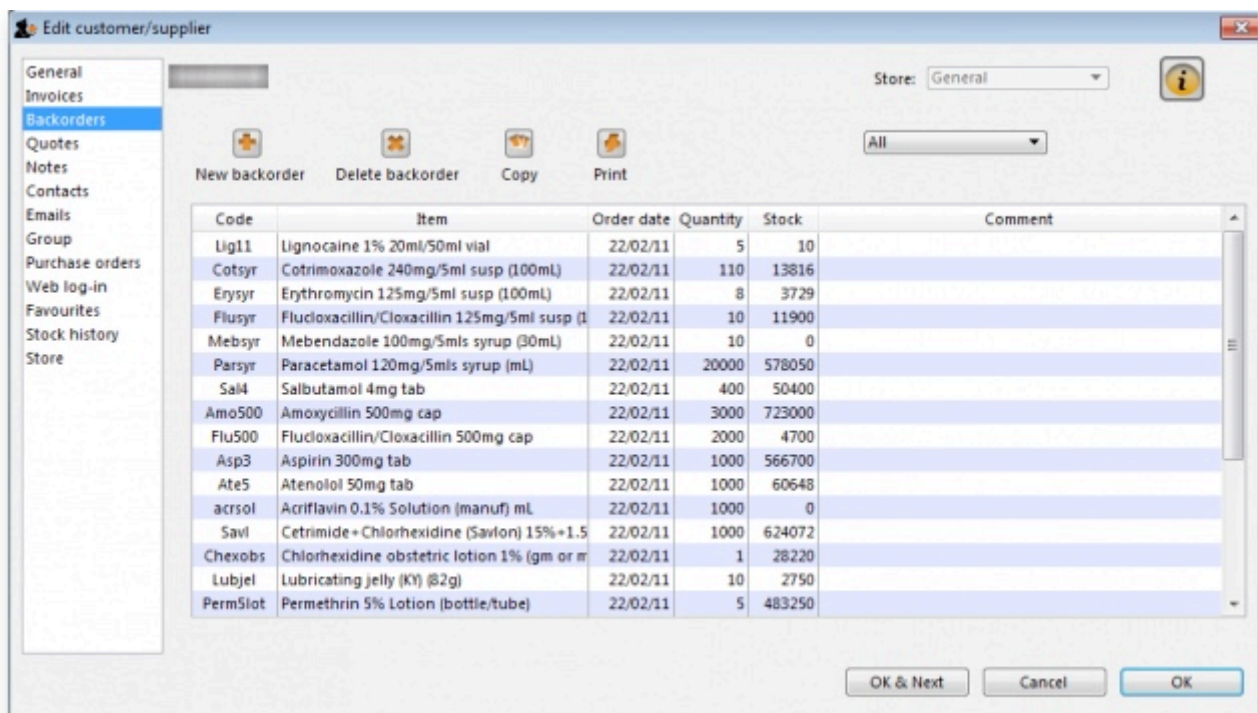 Edit customer/supplier
General
Invoices
Backorders
Quotes
Notes
Contacts
Emails
Group
Purchase orders
Web log-in
Favourites
Stock history
Store
Store: General
All
New backorder Delete backorder Copy Print
Code Item Order date Quantity Stock Comment
Lig11 Lignocaine 1% 20ml/50ml vial 22/02/11 5 10
Cotsyr Cotrimoxazole 240mg/5ml susp (100mL) 22/02/11 110 13816
Erysyr Erythromycin 125mg/5ml susp (100mL) 22/02/11 8 3729
Flusyr Flucloxacillin/Cloxacillin 125mg/5ml susp (1 22/02/11 10 11900
Mebsyr Mebendazole 100mg/5mls syrup (30mL) 22/02/11 10 0
Parsyr Paracetamol 120mg/5mls syrup (mL) 22/02/11 20000 578050
Sal4 Salbutamol 4mg tab 22/02/11 400 50400
Amo500 Amoxycillin 500mg cap 22/02/11 3000 723000
Flu500 Flucloxacillin/Cloxacillin 500mg cap 22/02/11 2000 4700
Asp3 Aspirin 300mg tab 22/02/11 1000 566700
Ate5 Atenolol 50mg tab 22/02/11 1000 60648
acrsol Acriflavin 0.1% Solution (manuf) mL 22/02/11 1000 0
Savl Cetrimide+Chlorhexidine (Savlon) 15%+1.5 22/02/11 1000 624072
Chexobs Chlorhexidine obstetric lotion 1% (gm or m 22/02/11 1 28220
Lubjel Lubricating jelly (KY) (82g) 22/02/11 10 2750
Perm5lot Permethrin 5% Lotion (bottle/tube) 22/02/11 5 483250
OK & Next Cancel OK